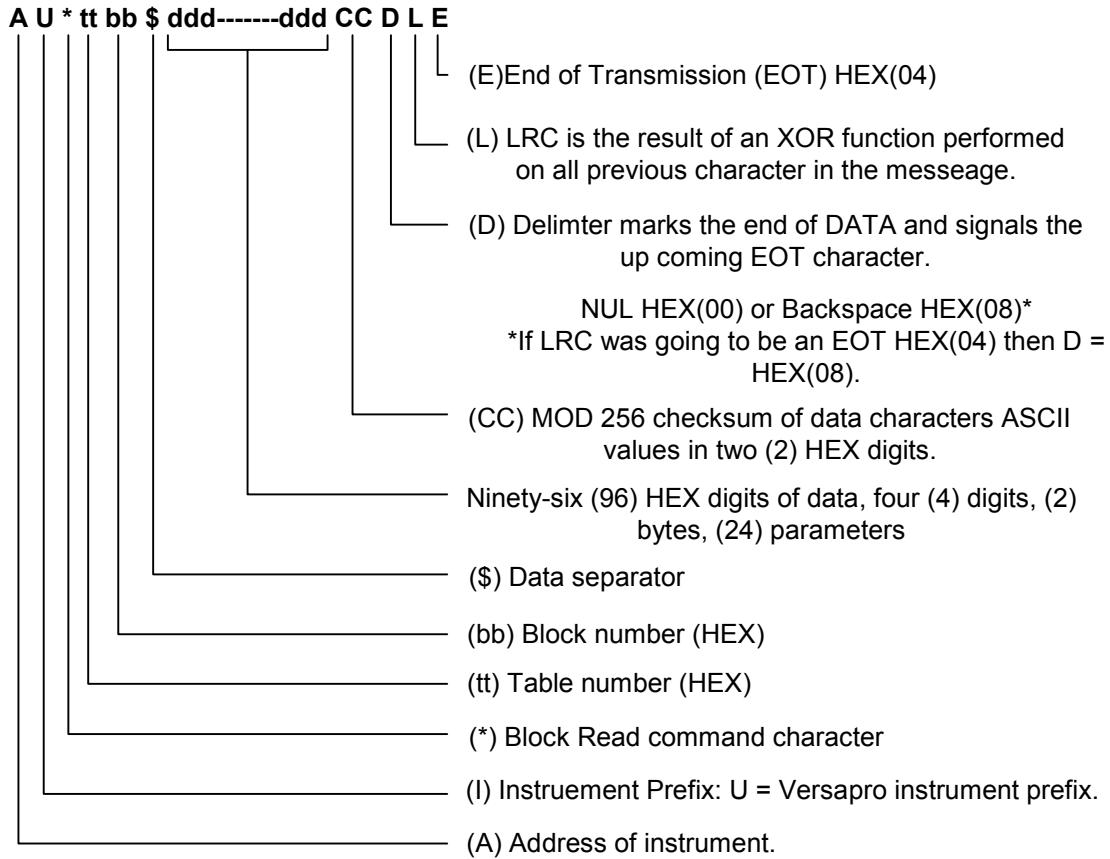 A U * tt bb $ ddd-------ddd CC D L E
(E)End of Transmission (EOT) HEX(04)
(L) LRC is the result of an XOR function performed
on all previous character in the messeage.
(D) Delimter marks the end of DATA and signals the
up coming EOT character.
NUL HEX(00) or Backspace HEX(08)*
*If LRC was going to be an EOT HEX(04) then D =
HEX(08).
(CC) MOD 256 checksum of data characters ASCII
values in two (2) HEX digits.
Ninety-six (96) HEX digits of data, four (4) digits, (2)
bytes, (24) parameters
($) Data separator
(bb) Block number (HEX)
(tt) Table number (HEX)
(*) Block Read command character
(I) Instruement Prefix: U = Versapro instrument prefix.
(A) Address of instrument.